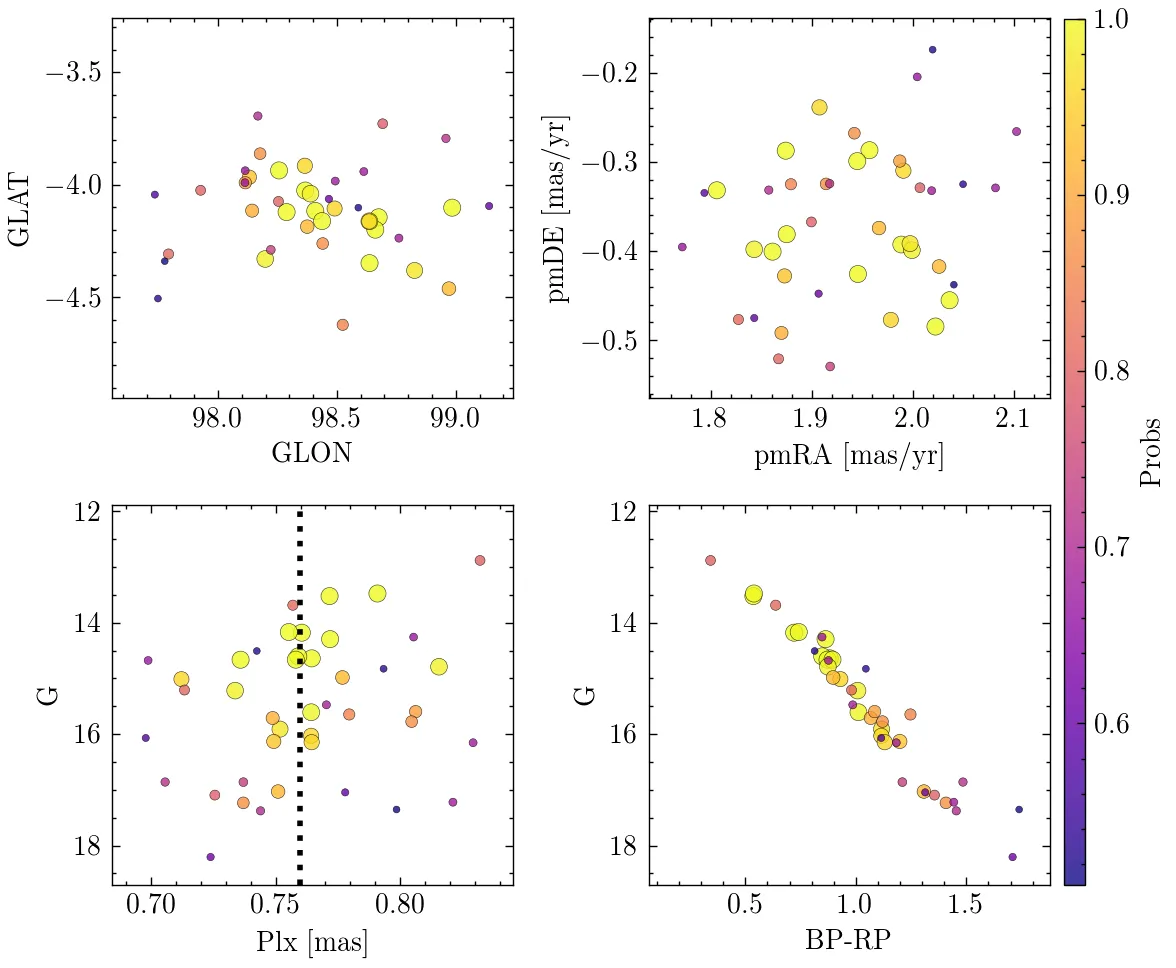 −3.5
−4.0
−4.5
GLAT
98.0 98.5 99.0
GLON
−0.2
−0.3
−0.4
−0.5
pmDE [mas/yr]
1.8 1.9 2.0 2.1
pmRA [mas/yr]
12
14
16
18
G
0.70 0.75 0.80
Plx [mas]
12
14
16
18
G
0.5 1.0 1.5
BP-RP
1.0
0.9
0.8
0.7
0.6
Probs